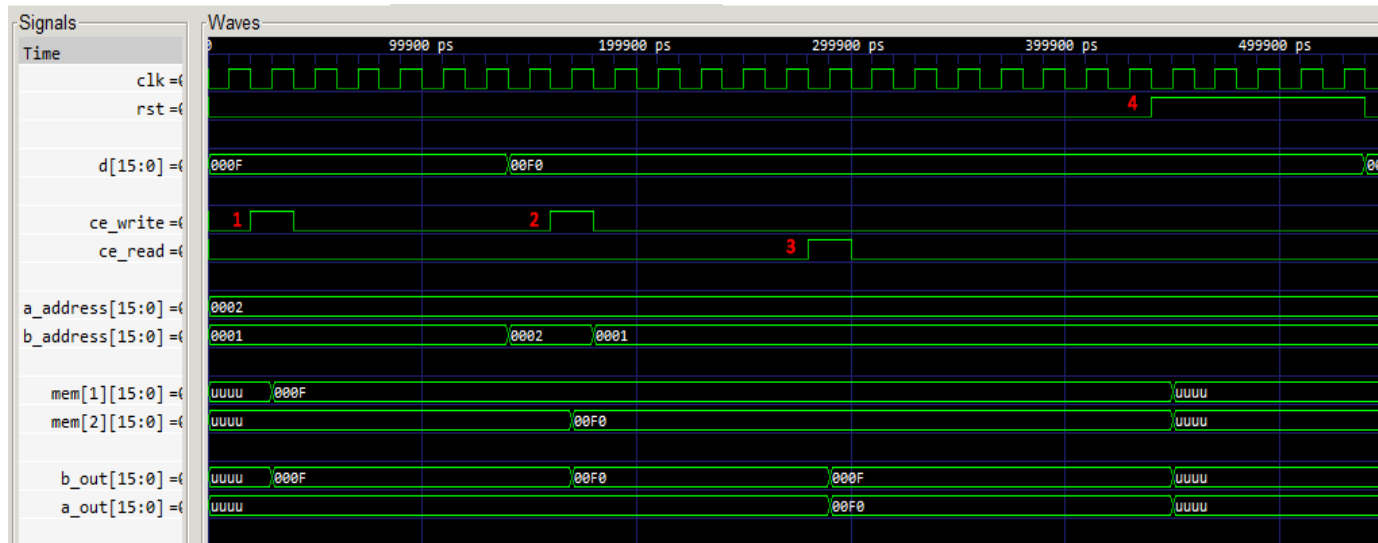 Signals Waves
Time 0 99900 ps 199900 ps 299900 ps 399900 ps 499900 ps
clk =0
rst =0 4
d[15:0] =0 000F 00F0 00
ce_write =0 1 2
ce_read =0 3
a_address[15:0] =0 0002
b_address[15:0] =0 0001 0002 0001
mem[1][15:0] =0 uuuu 000F uuuu
mem[2][15:0] =0 uuuu 00F0 uuuu
b_out[15:0] =0 uuuu 000F 00F0 000F uuuu
a_out[15:0] =0 uuuu 00F0 uuuu